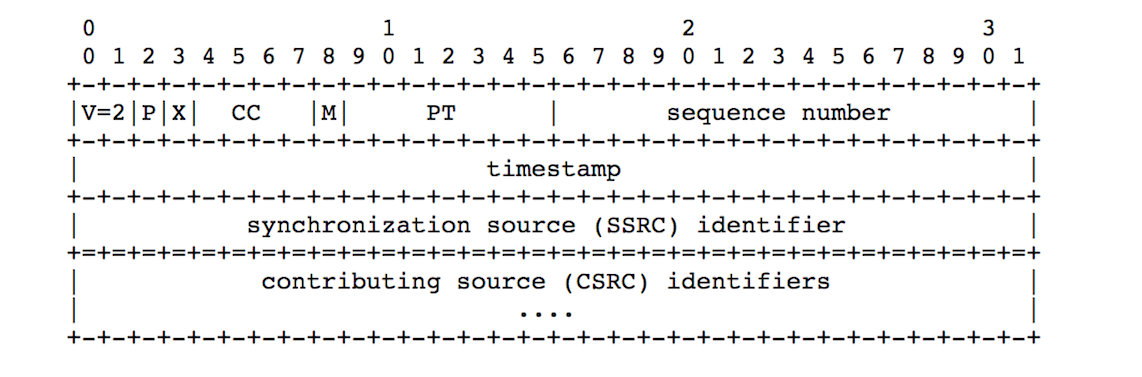 0                   1                   2                   3
0 1 2 3 4 5 6 7 8 9 0 1 2 3 4 5 6 7 8 9 0 1 2 3 4 5 6 7 8 9 0 1
+-+-+-+-+-+-+-+-+-+-+-+-+-+-+-+-+-+-+-+-+-+-+-+-+-+-+-+-+-+-+-+-+
|V=2|P|X|  CC   |M|     PT      |       sequence number         |
+-+-+-+-+-+-+-+-+-+-+-+-+-+-+-+-+-+-+-+-+-+-+-+-+-+-+-+-+-+-+-+-+
|                           timestamp                           |
+-+-+-+-+-+-+-+-+-+-+-+-+-+-+-+-+-+-+-+-+-+-+-+-+-+-+-+-+-+-+-+-+
|           synchronization source (SSRC) identifier            |
+=+=+=+=+=+=+=+=+=+=+=+=+=+=+=+=+=+=+=+=+=+=+=+=+=+=+=+=+=+=+=+=+
|            contributing source (CSRC) identifiers             |
|                             ....                              |
+-+-+-+-+-+-+-+-+-+-+-+-+-+-+-+-+-+-+-+-+-+-+-+-+-+-+-+-+-+-+-+-+